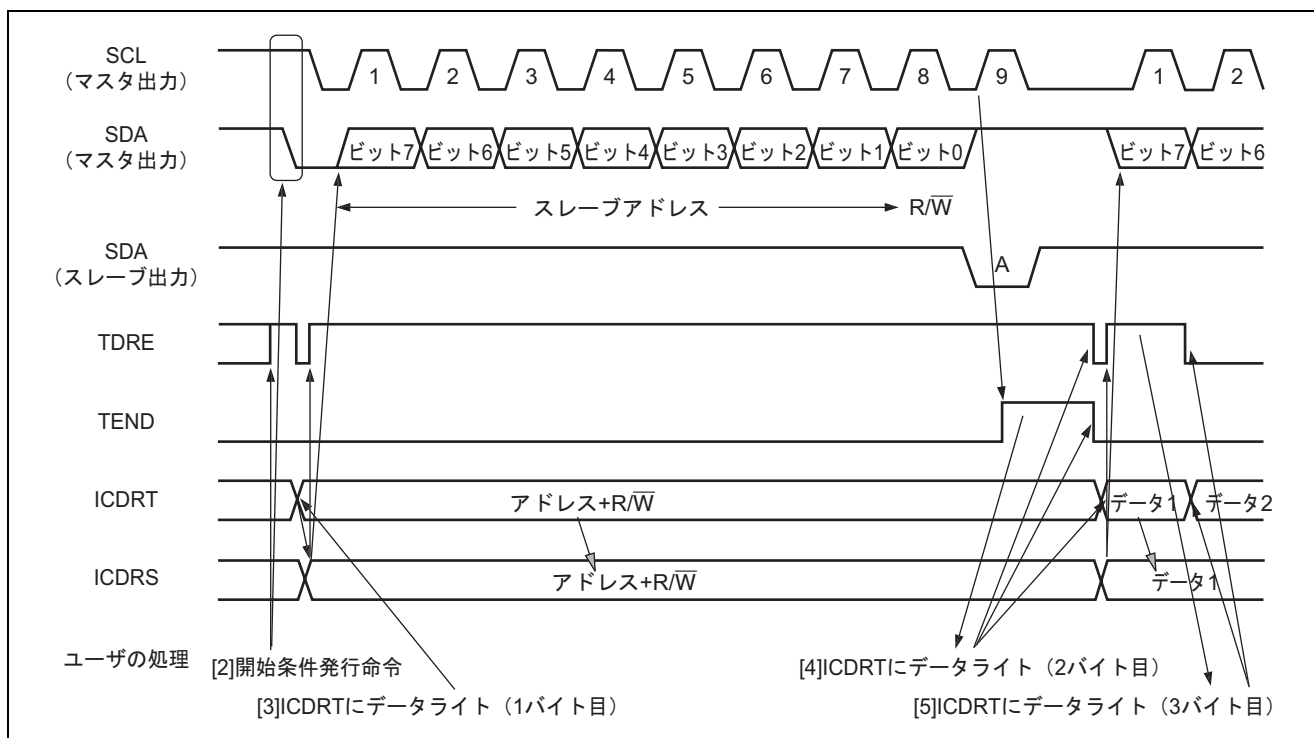 SCL
(マスタ出力)
1 2 3 4 5 6 7 8 9 1 2
SDA
(マスタ出力)
ビット7 ビット6 ビット5 ビット4 ビット3 ビット2 ビット1 ビット0 ビット7 ビット6
スレーブアドレス R/W̅
SDA
(スレーブ出力)
A
TDRE
TEND
ICDRT
アドレス+R/W̅ データ1 データ2
ICDRS
アドレス+R/W̅ データ1
ユーザの処理
[2]開始条件発行命令
[4]ICDRTにデータライト(2バイト目)
[3]ICDRTにデータライト(1バイト目)
[5]ICDRTにデータライト(3バイト目)